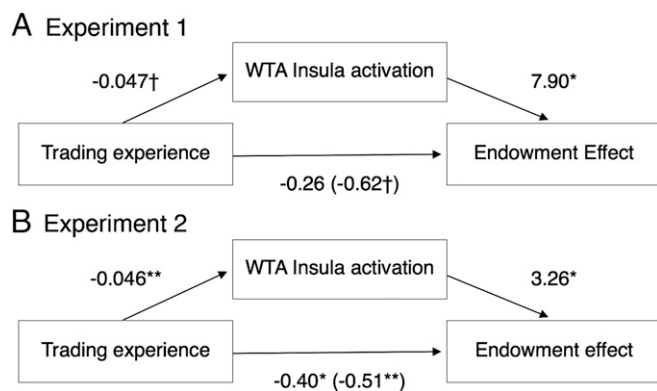 A Experiment 1
-0.047†
WTA Insula activation
7.90*
Trading experience
Endowment Effect
-0.26 (-0.62†)
B Experiment 2
-0.046**
WTA Insula activation
3.26*
Trading experience
Endowment effect
-0.40* (-0.51**)